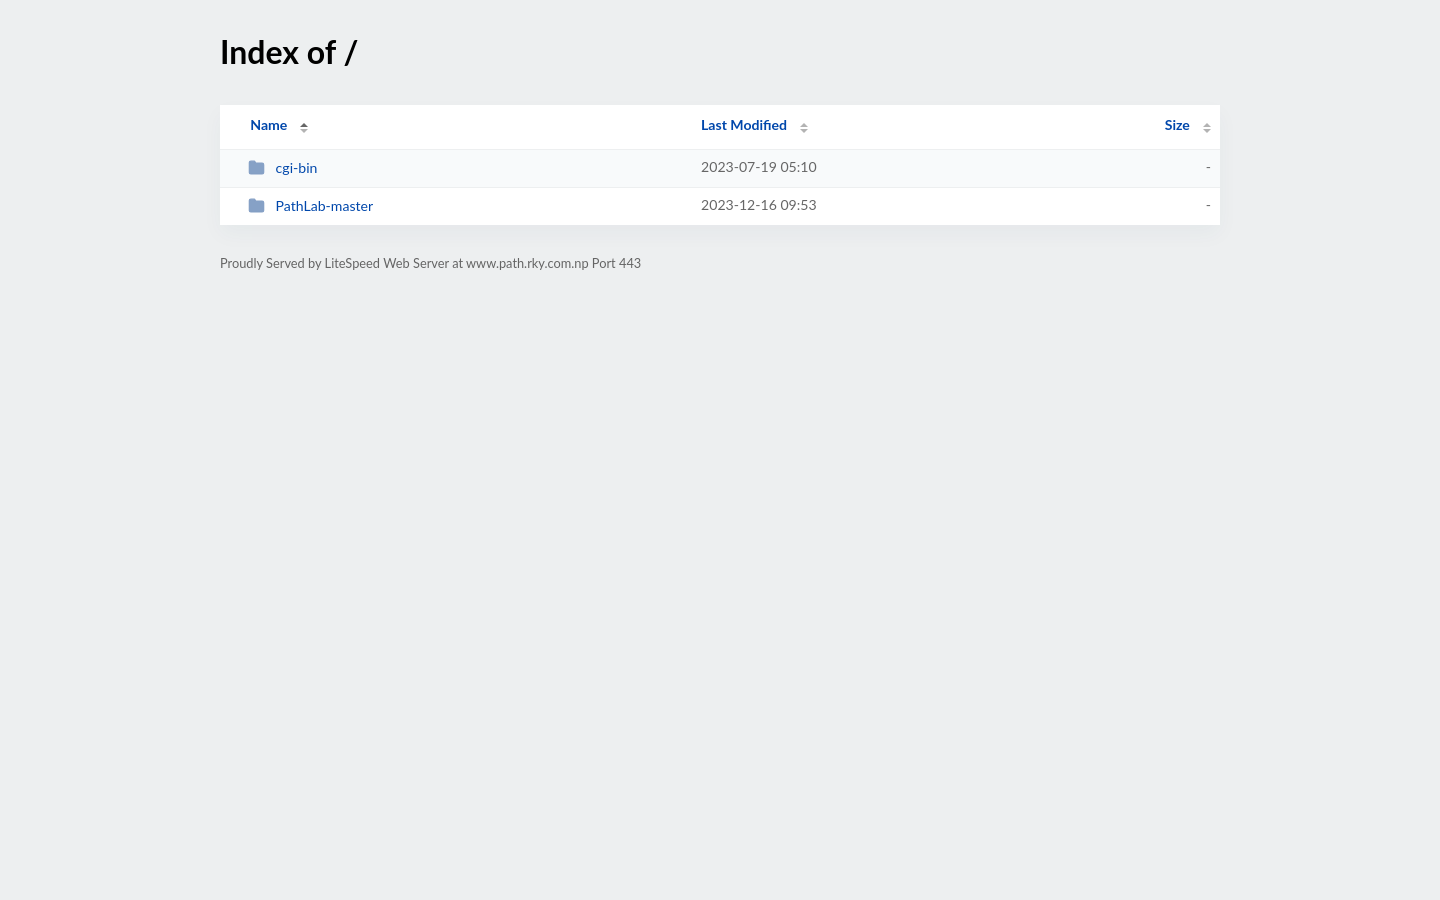 Index of /
Name Last Modified Size
cgi-bin 2023-07-19 05:10 -
PathLab-master 2023-12-16 09:53 -
Proudly Served by LiteSpeed Web Server at www.path.rky.com.np Port 443